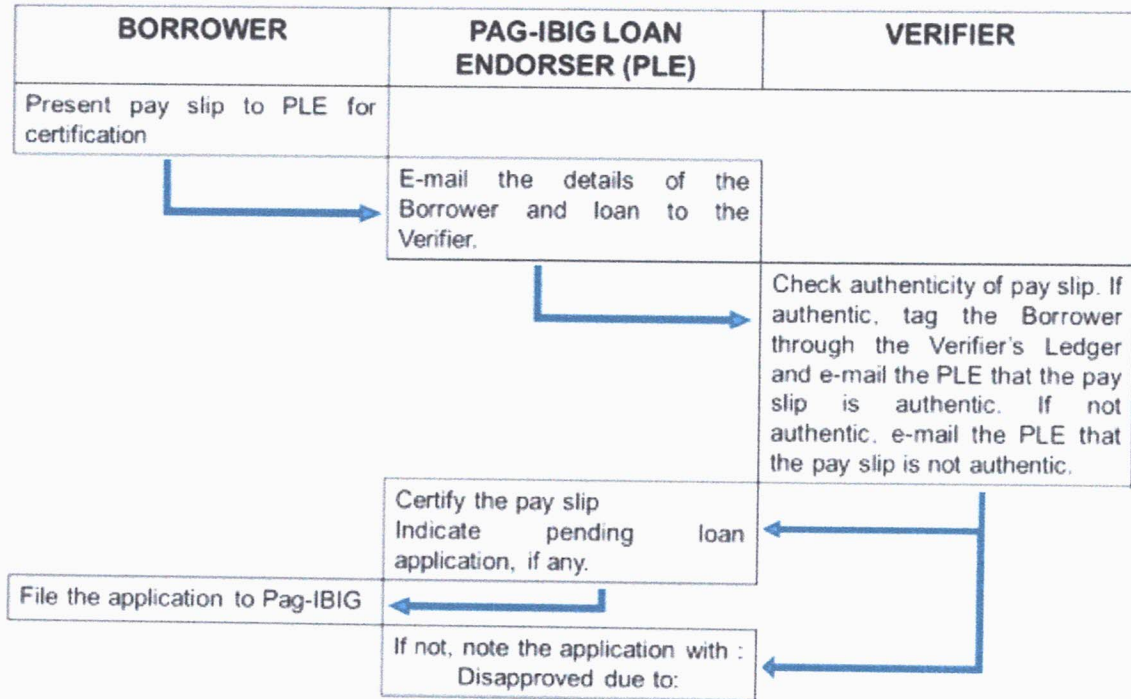 BORROWER
PAG-IBIG LOAN
ENDORSER (PLE)
VERIFIER
Present pay slip to PLE for
certification
E-mail the details of the
Borrower and loan to the
Verifier.
Check authenticity of pay slip. If
authentic, tag the Borrower
through the Verifier's Ledger
and e-mail the PLE that the pay
slip is authentic. If not
authentic, e-mail the PLE that
the pay slip is not authentic.
Certify the pay slip
Indicate pending loan
application, if any.
File the application to Pag-IBIG
If not, note the application with :
Disapproved due to: